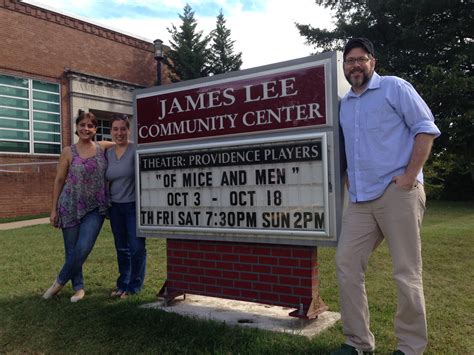 JAMES LEE
COMMUNITY CENTER
THEATER: PROVIDENCE PLAYERS
"OF MICE AND MEN"
OCT 3 - OCT 18
TH FRI SAT 7:30PM SUN 2PM